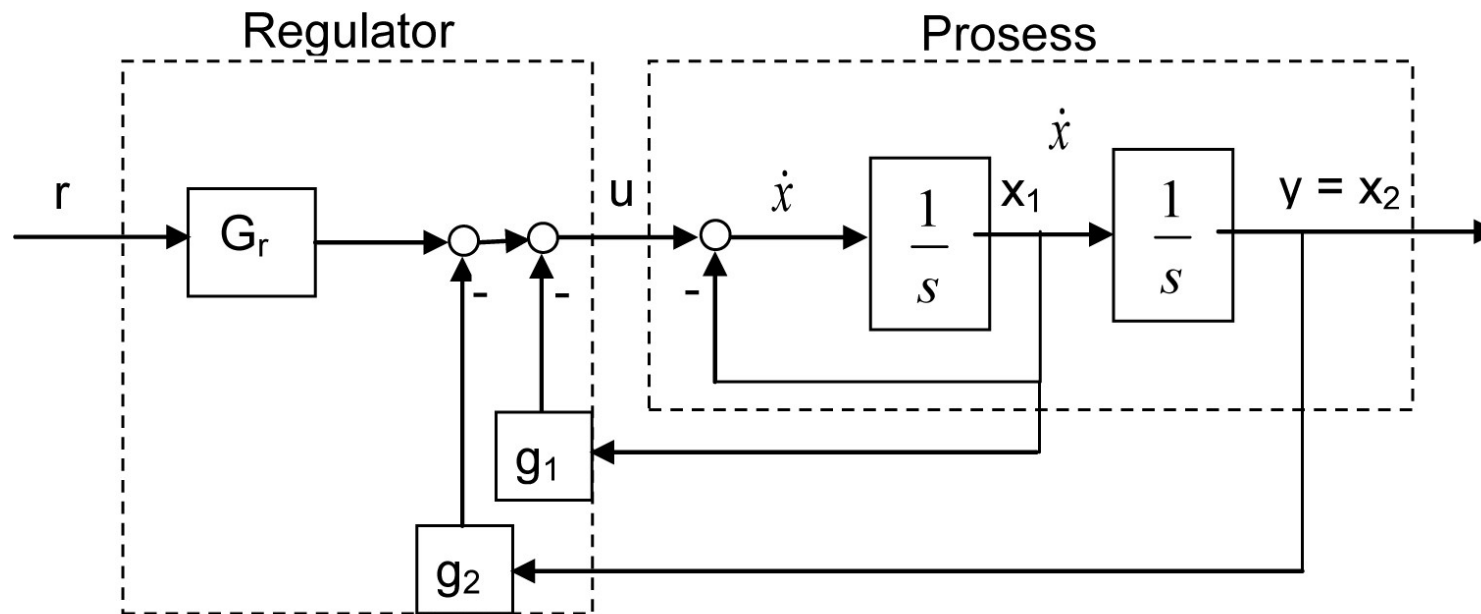 Regulator
Prosess
r
Gᵣ
-
-
u
-
ẋ
1
s
x₁
ẋ
1
s
y = x₂
g₁
g₂